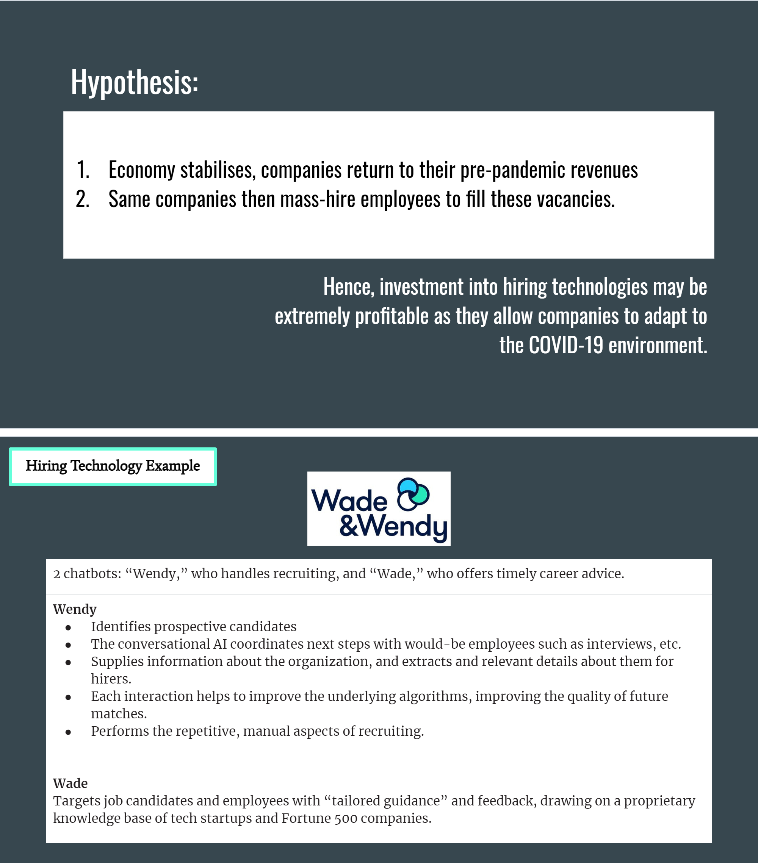 Hypothesis:
1. Economy stabilises, companies return to their pre-pandemic revenues
2. Same companies then mass-hire employees to fill these vacancies.
Hence, investment into hiring technologies may be
extremely profitable as they allow companies to adapt to
the COVID-19 environment.
Hiring Technology Example
Wade
&Wendy
2 chatbots: “Wendy,” who handles recruiting, and “Wade,” who offers timely career advice.
Wendy
● Identifies prospective candidates
● The conversational AI coordinates next steps with would-be employees such as interviews, etc.
● Supplies information about the organization, and extracts and relevant details about them for
hirers.
● Each interaction helps to improve the underlying algorithms, improving the quality of future
matches.
● Performs the repetitive, manual aspects of recruiting.
Wade
Targets job candidates and employees with “tailored guidance” and feedback, drawing on a proprietary
knowledge base of tech startups and Fortune 500 companies.